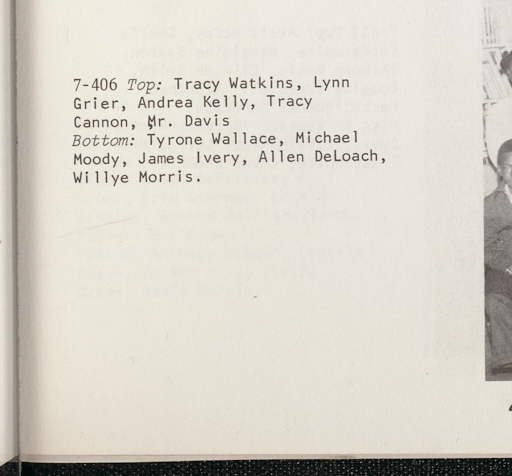 7-406 Top: Tracy Watkins, Lynn
Grier, Andrea Kelly, Tracy
Cannon, Mr. Davis
Bottom: Tyrone Wallace, Michael
Moody, James Ivery, Allen DeLoach,
Willye Morris.